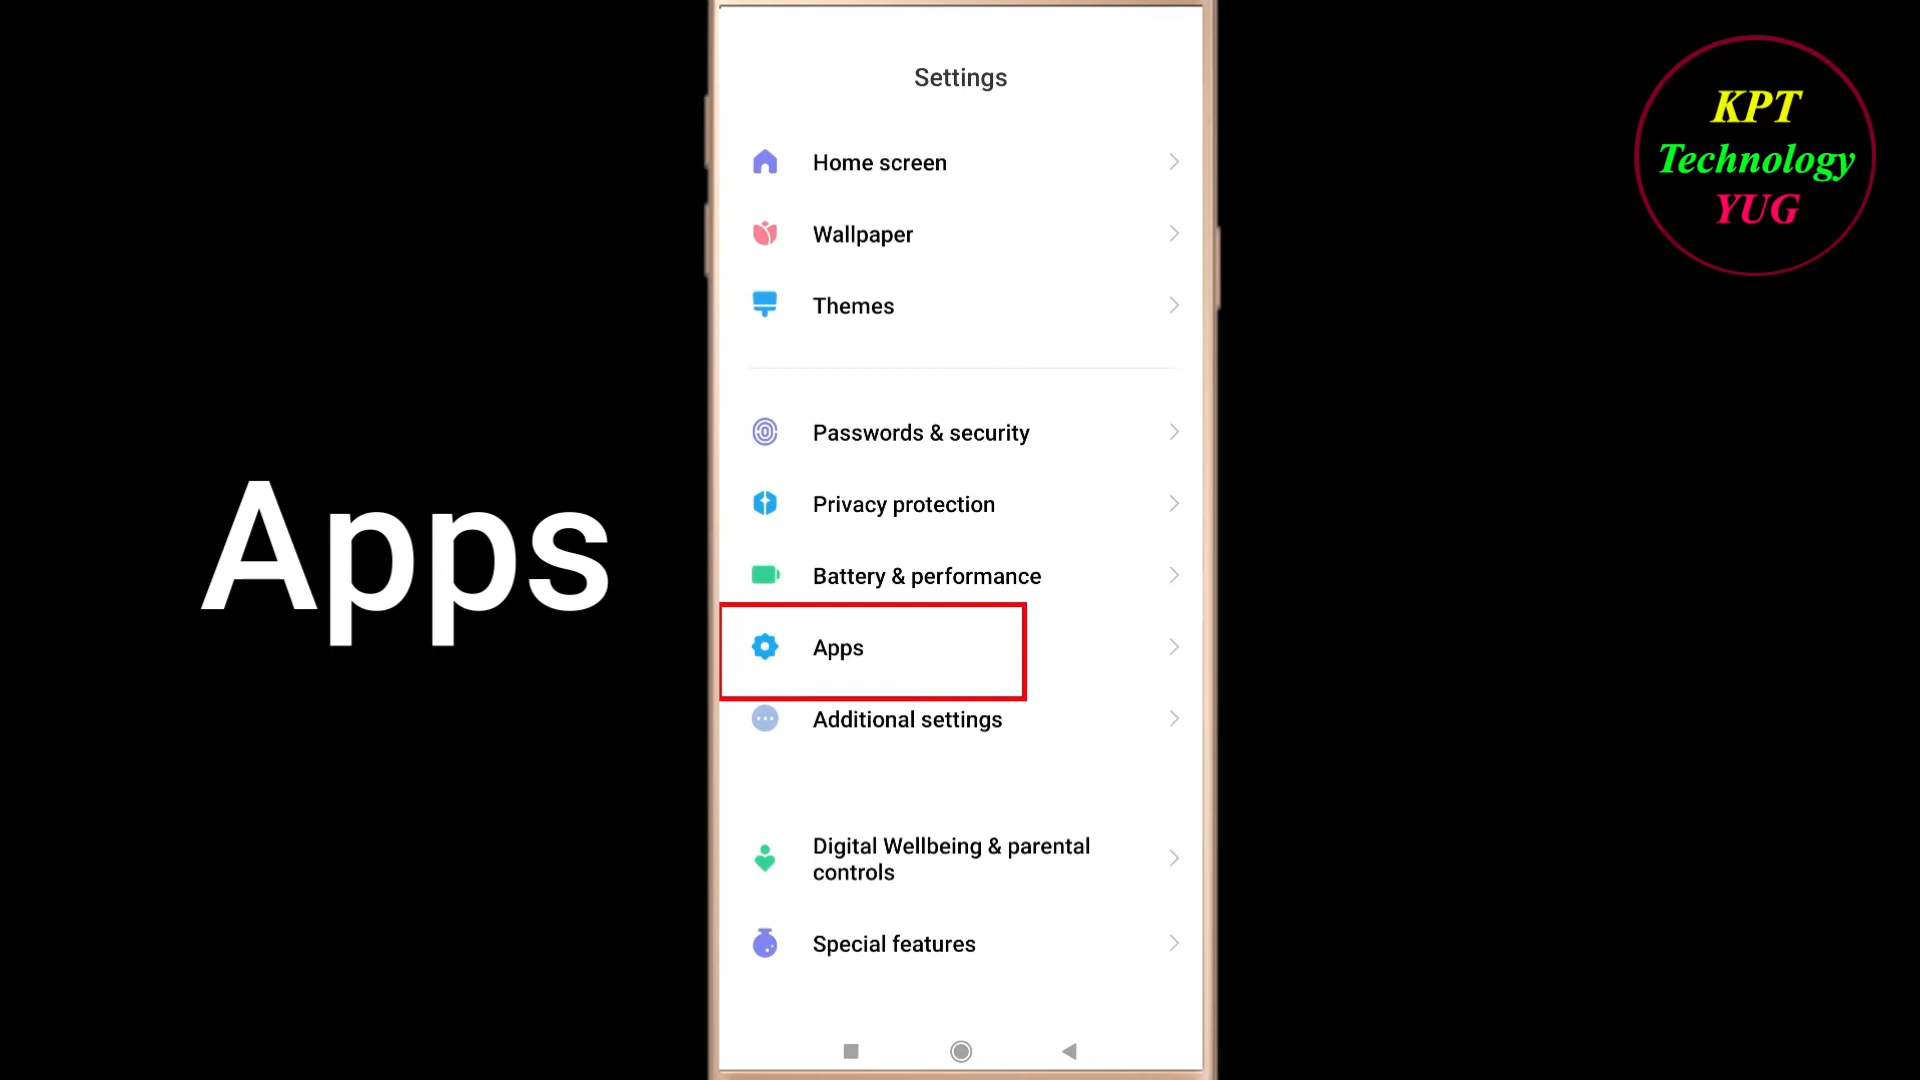 Settings
Home screen
Wallpaper
Themes
Passwords & security
Privacy protection
Battery & performance
Apps
Additional settings
Digital Wellbeing & parental
controls
Special features
Apps
KPT
Technology
YUG